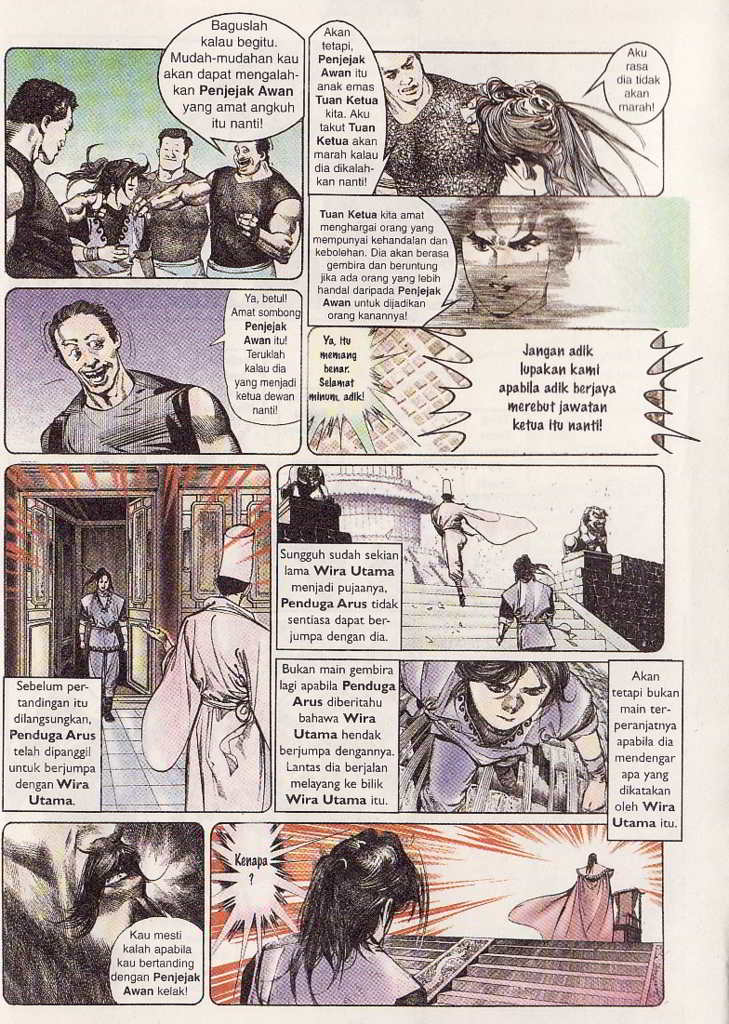 Baguslah
kalau begitu.
Mudah-mudahan kau
akan dapat mengalah-
kan Penjejak Awan
yang amat angkuh
itu nanti!
Akan
tetapi,
Penjejak
Awan itu
anak emas
Tuan Ketua
kita. Aku
takut Tuan
Ketua akan
marah kalau
dia dikalah-
kan nanti!
Aku
rasa
dia tidak
akan
marah!
Tuan Ketua kita amat
menghargai orang yang
mempunyai kehandalan dan
kebolehan. Dia akan berasa
gembira dan beruntung
jika ada orang yang lebih
handal daripada Penjejak
Awan untuk dijadikan
orang kanannya!
Ya, betul!
Amat sombong
Penjejak
Awan itu!
Teruklah
kalau dia
yang menjadi
ketua dewan
nanti!
Ya, itu
memang
benar.
Selamat
minum, adik!
Jangan adik
lupakan kami
apabila adik berjaya
merebut jawatan
ketua itu nanti!
Sebelum per-
tandingan itu
dilangsungkan,
Penduga Arus
telah dipanggil
untuk berjumpa
dengan Wira
Utama.
Sungguh sudah sekian
lama Wira Utama
menjadi pujaanya,
Penduga Arus tidak
sentiasa dapat ber-
jumpa dengan dia.
Bukan main gembira
lagi apabila Penduga
Arus diberitahu
bahawa Wira
Utama hendak
berjumpa dengannya.
Lantas dia berjalan
melayang ke bilik
Wira Utama itu.
Akan
tetapi bukan
main ter-
peranjatnya
apabila dia
mendengar
apa yang
dikatakan
oleh Wira
Utama itu.
Kau mesti
kalah apabila
kau bertanding
dengan Penjejak
Awan kelak!
Kenapa
?